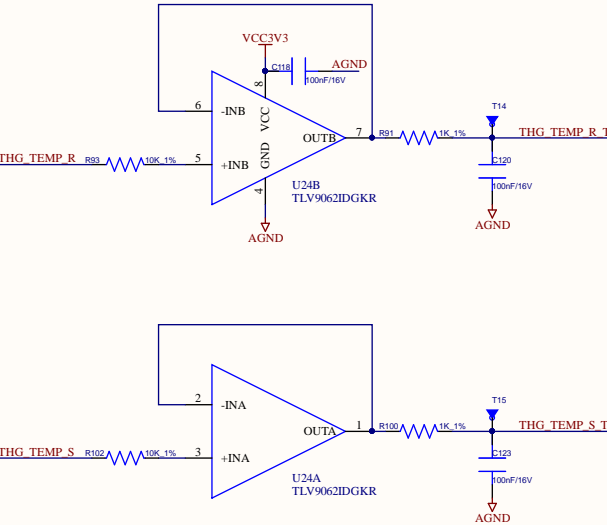 VCC3V3
C118
AGND
100nF/16V
8
T14
6
-INB
VCC
OUTB
7
R91
1K_1%
THG_TEMP_R_T
THG_TEMP_R
R93
10K_1%
5
+INB
GND
C120
100nF/16V
4
U24B
TLV9062IDGKR
AGND
AGND
T15
2
-INA
OUTA
1
R100
1K_1%
THG_TEMP_S_T
THG_TEMP_S
R102
10K_1%
3
+INA
C123
100nF/16V
U24A
TLV9062IDGKR
AGND